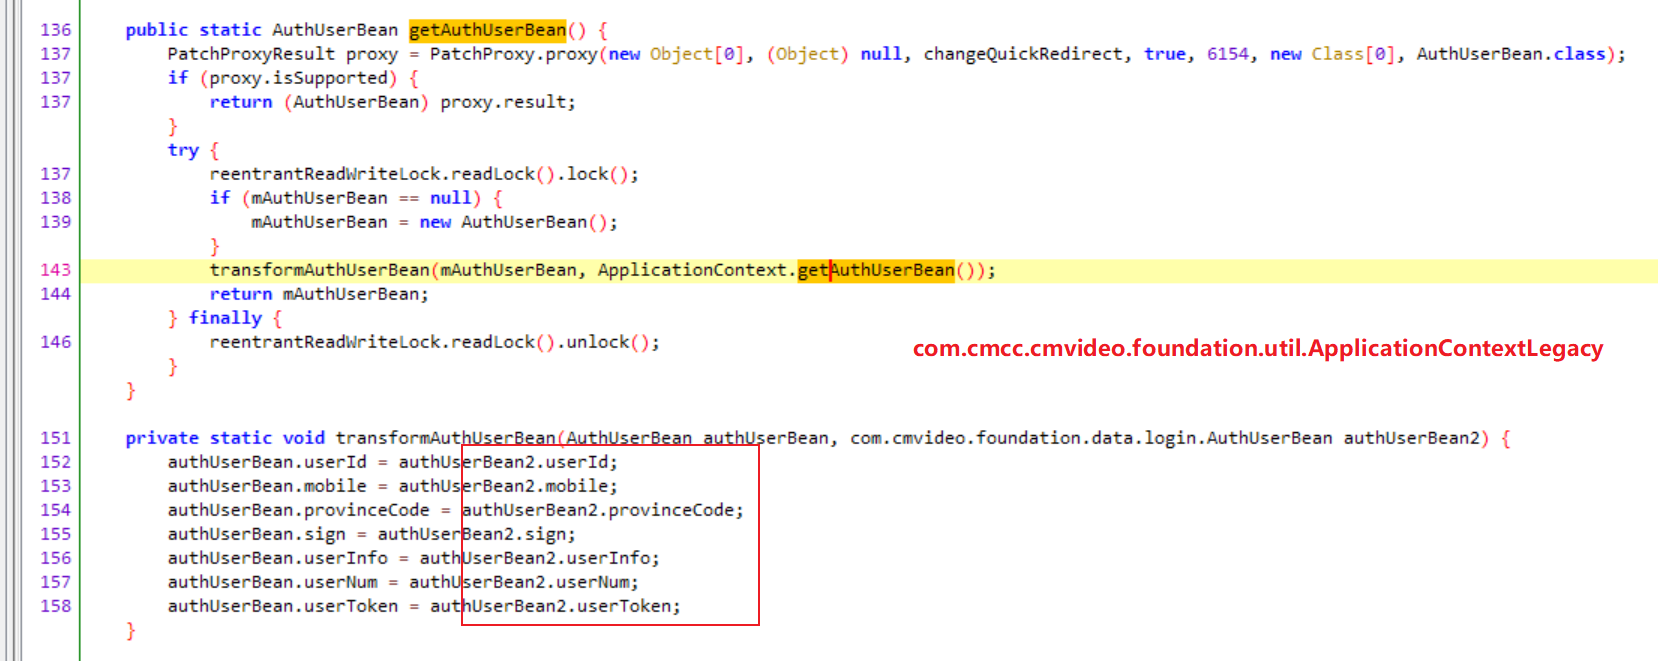 136 public static AuthUserBean getAuthUserBean() {
137 PatchProxyResult proxy = PatchProxy.proxy(new Object[0], (Object) null, changeQuickRedirect, true, 6154, new Class[0], AuthUserBean.class);
137 if (proxy.isSupported) {
137 return (AuthUserBean) proxy.result;
}
try {
137 reentrantReadWriteLock.readLock().lock();
138 if (mAuthUserBean == null) {
139 mAuthUserBean = new AuthUserBean();
}
143 transformAuthUserBean(mAuthUserBean, ApplicationContext.getAuthUserBean());
144 return mAuthUserBean;
} finally {
146 reentrantReadWriteLock.readLock().unlock();
com.cmcc.cmvideo.foundation.util.ApplicationContextLegacy
}
}
151 private static void transformAuthUserBean(AuthUserBean authUserBean, com.cmvideo.foundation.data.login.AuthUserBean authUserBean2) {
152 authUserBean.userId = authUserBean2.userId;
153 authUserBean.mobile = authUserBean2.mobile;
154 authUserBean.provinceCode = authUserBean2.provinceCode;
155 authUserBean.sign = authUserBean2.sign;
156 authUserBean.userInfo = authUserBean2.userInfo;
157 authUserBean.userNum = authUserBean2.userNum;
158 authUserBean.userToken = authUserBean2.userToken;
}